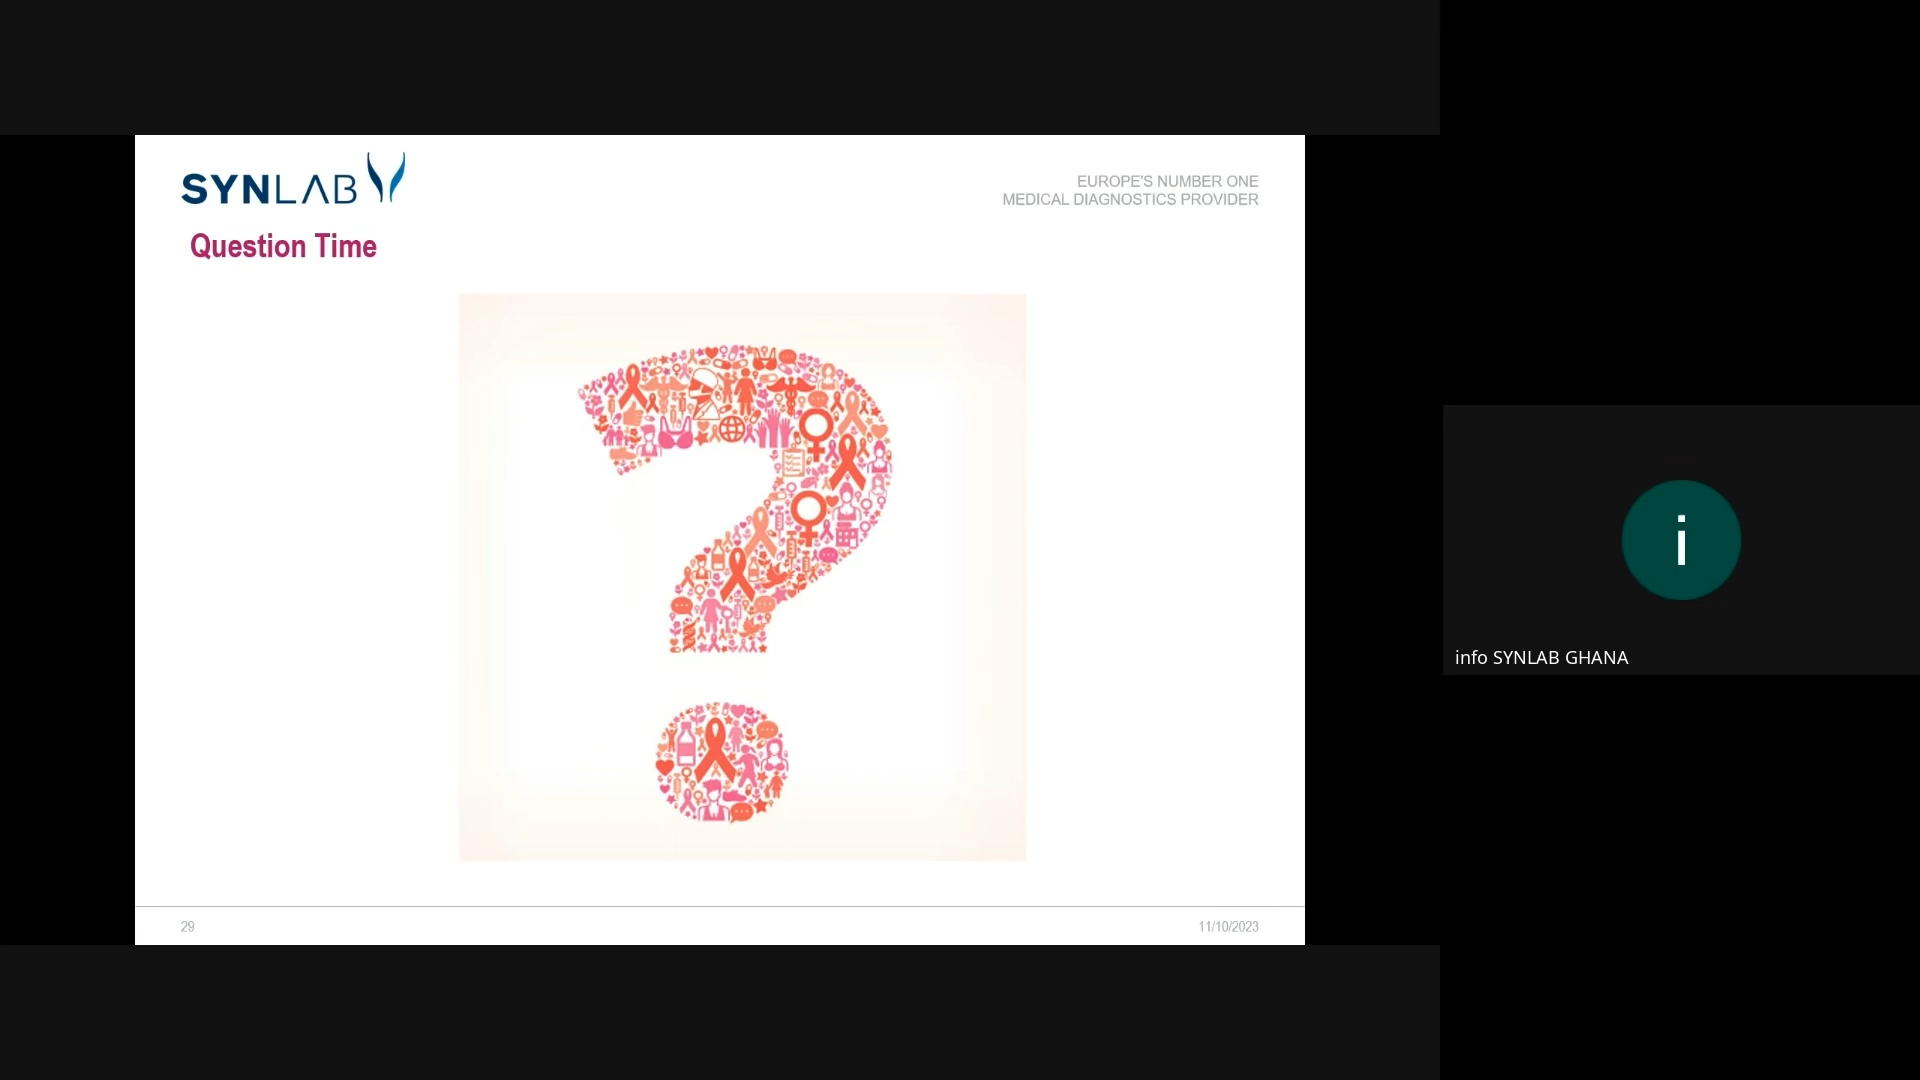 SYNLAB
EUROPE'S NUMBER ONE
MEDICAL DIAGNOSTICS PROVIDER
Question Time
29
11/10/2023
i
info SYNLAB GHANA